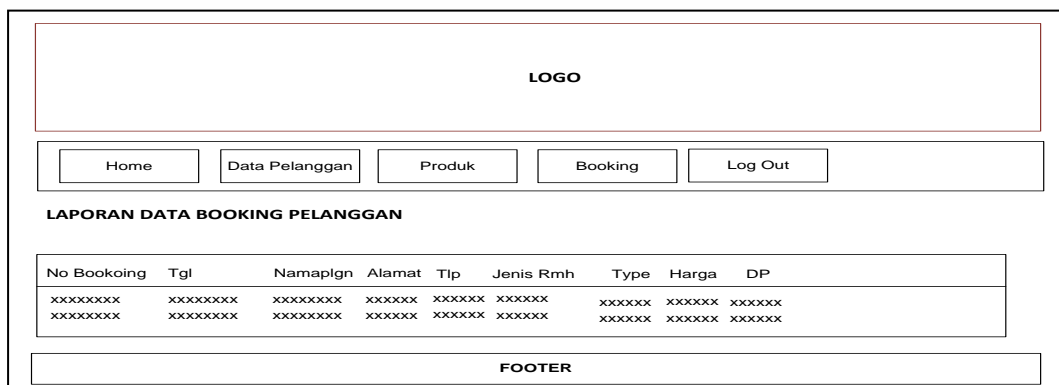 LOGO
Home Data Pelanggan Produk Booking Log Out
LAPORAN DATA BOOKING PELANGGAN
No Bookoing Tgl Namaplgn Alamat Tlp Jenis Rmh Type Harga DP
xxxxxxxx xxxxxxxx xxxxxxxx xxxxxx xxxxxx xxxxxx xxxxxx xxxxxx xxxxxx
xxxxxxxx xxxxxxxx xxxxxxxx xxxxxx xxxxxx xxxxxx xxxxxx xxxxxx xxxxxx
FOOTER